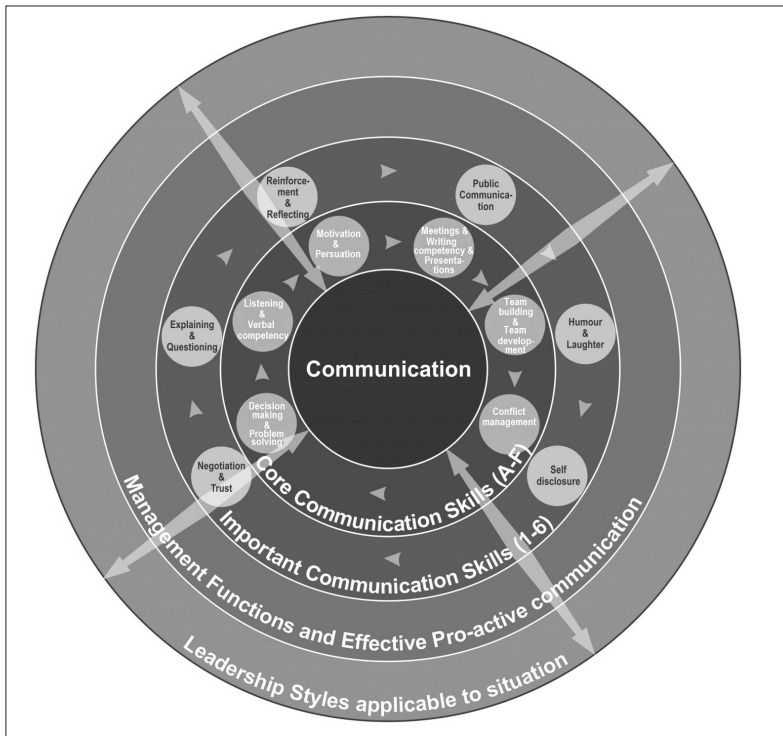 Reinforce-
ment
&
Reflecting
Public
Communica-
tion
Motivation
&
Persuation
Meetings &
Writing
competency &
Presenta-
tions
Listening
&
Verbal
competency
Team
building
&
Team
develop-
ment
Explaining
&
Questioning
Humour
&
Laughter
Communication
Decision
making
&
Problem
solving
Conflict
management
Negotiation
&
Trust
Self
disclosure
Core Communication Skills (A-F)
Important Communication Skills (1-6)
Management Functions and Effective Pro-active communication
Leadership Styles applicable to situation